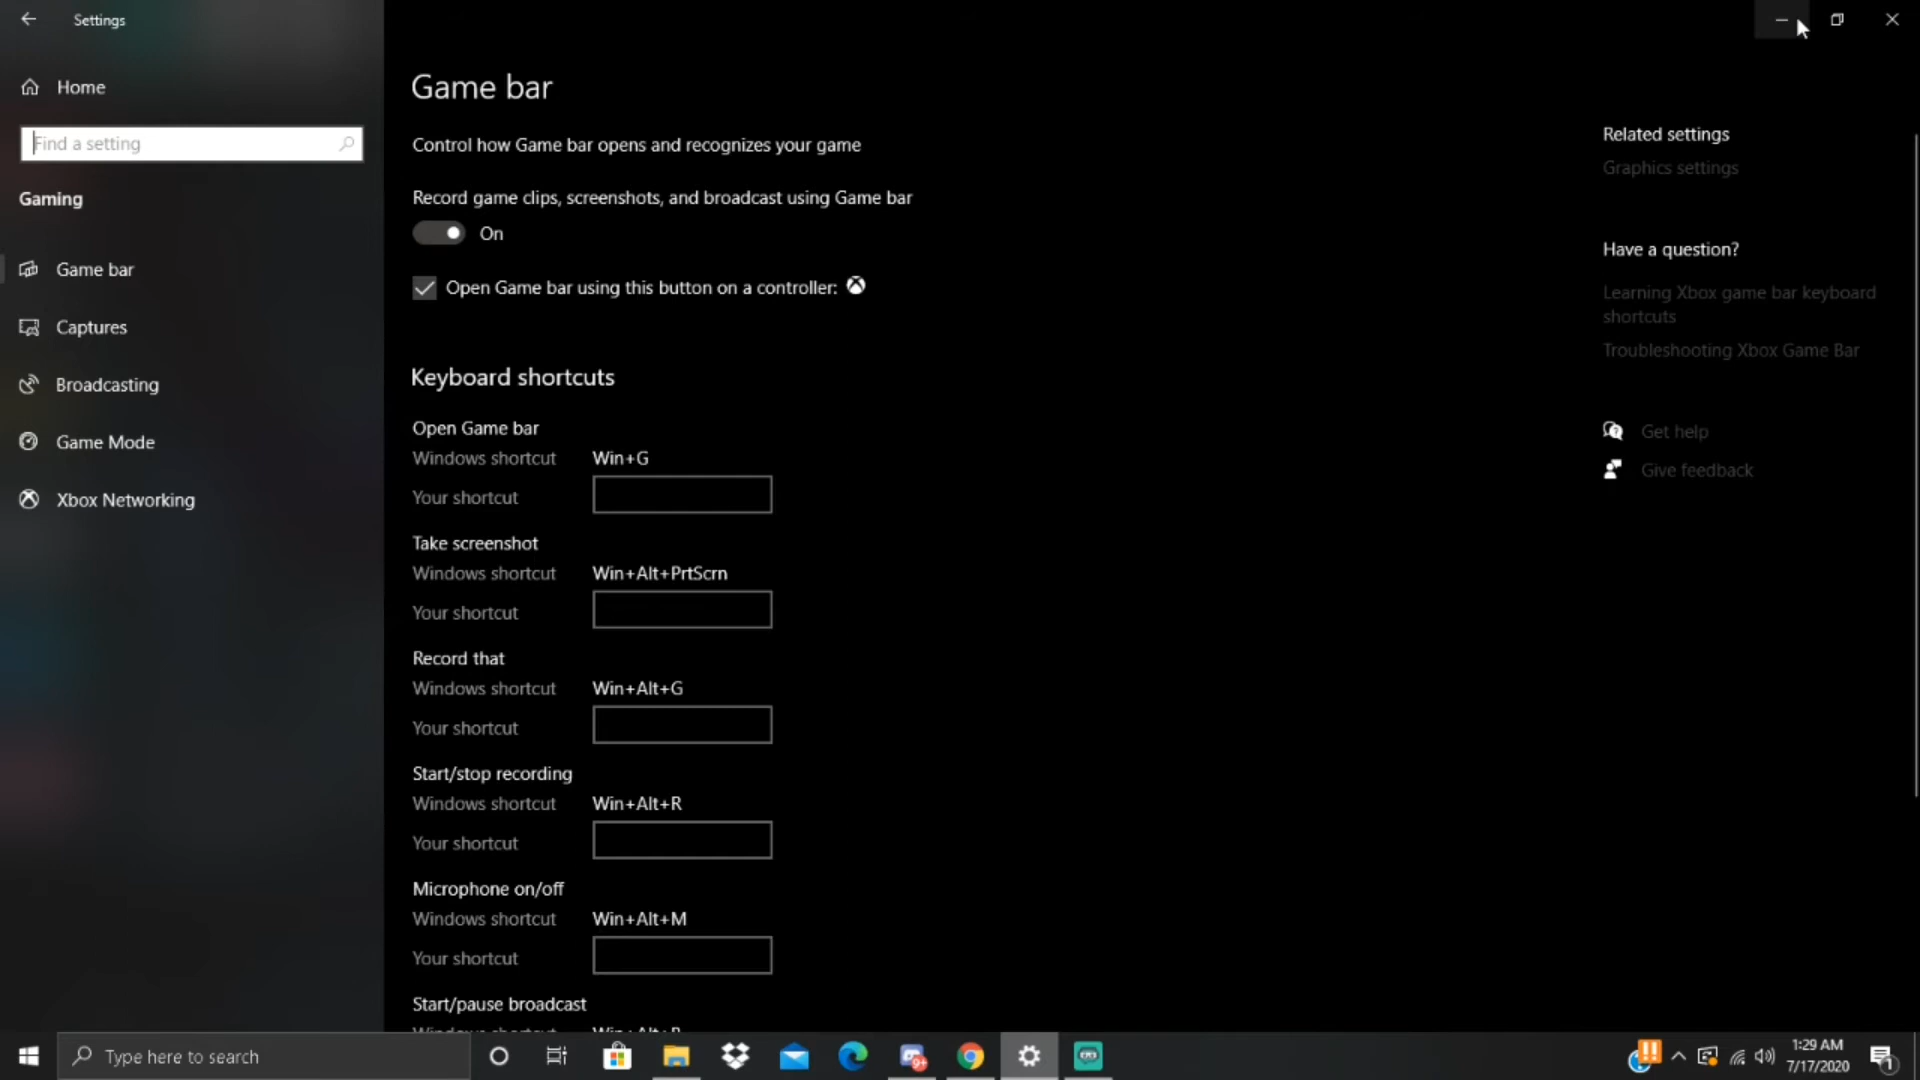 Settings
Home
Find a setting
Gaming
Game bar
Captures
Broadcasting
Game Mode
Xbox Networking
Game bar
Control how Game bar opens and recognizes your game
Record game clips, screenshots, and broadcast using Game bar
On
Open Game bar using this button on a controller:
Keyboard shortcuts
Open Game bar
Windows shortcut Win+G
Your shortcut
Take screenshot
Windows shortcut Win+Alt+PrtScrn
Your shortcut
Record that
Windows shortcut Win+Alt+G
Your shortcut
Start/stop recording
Windows shortcut Win+Alt+R
Your shortcut
Microphone on/off
Windows shortcut Win+Alt+M
Your shortcut
Start/pause broadcast
Windows shortcut
Related settings
Graphics settings
Have a question?
Learning Xbox game bar keyboard
shortcuts
Troubleshooting Xbox Game Bar
Get help
Give feedback
Type here to search
9+
1:29 AM
7/17/2020
1